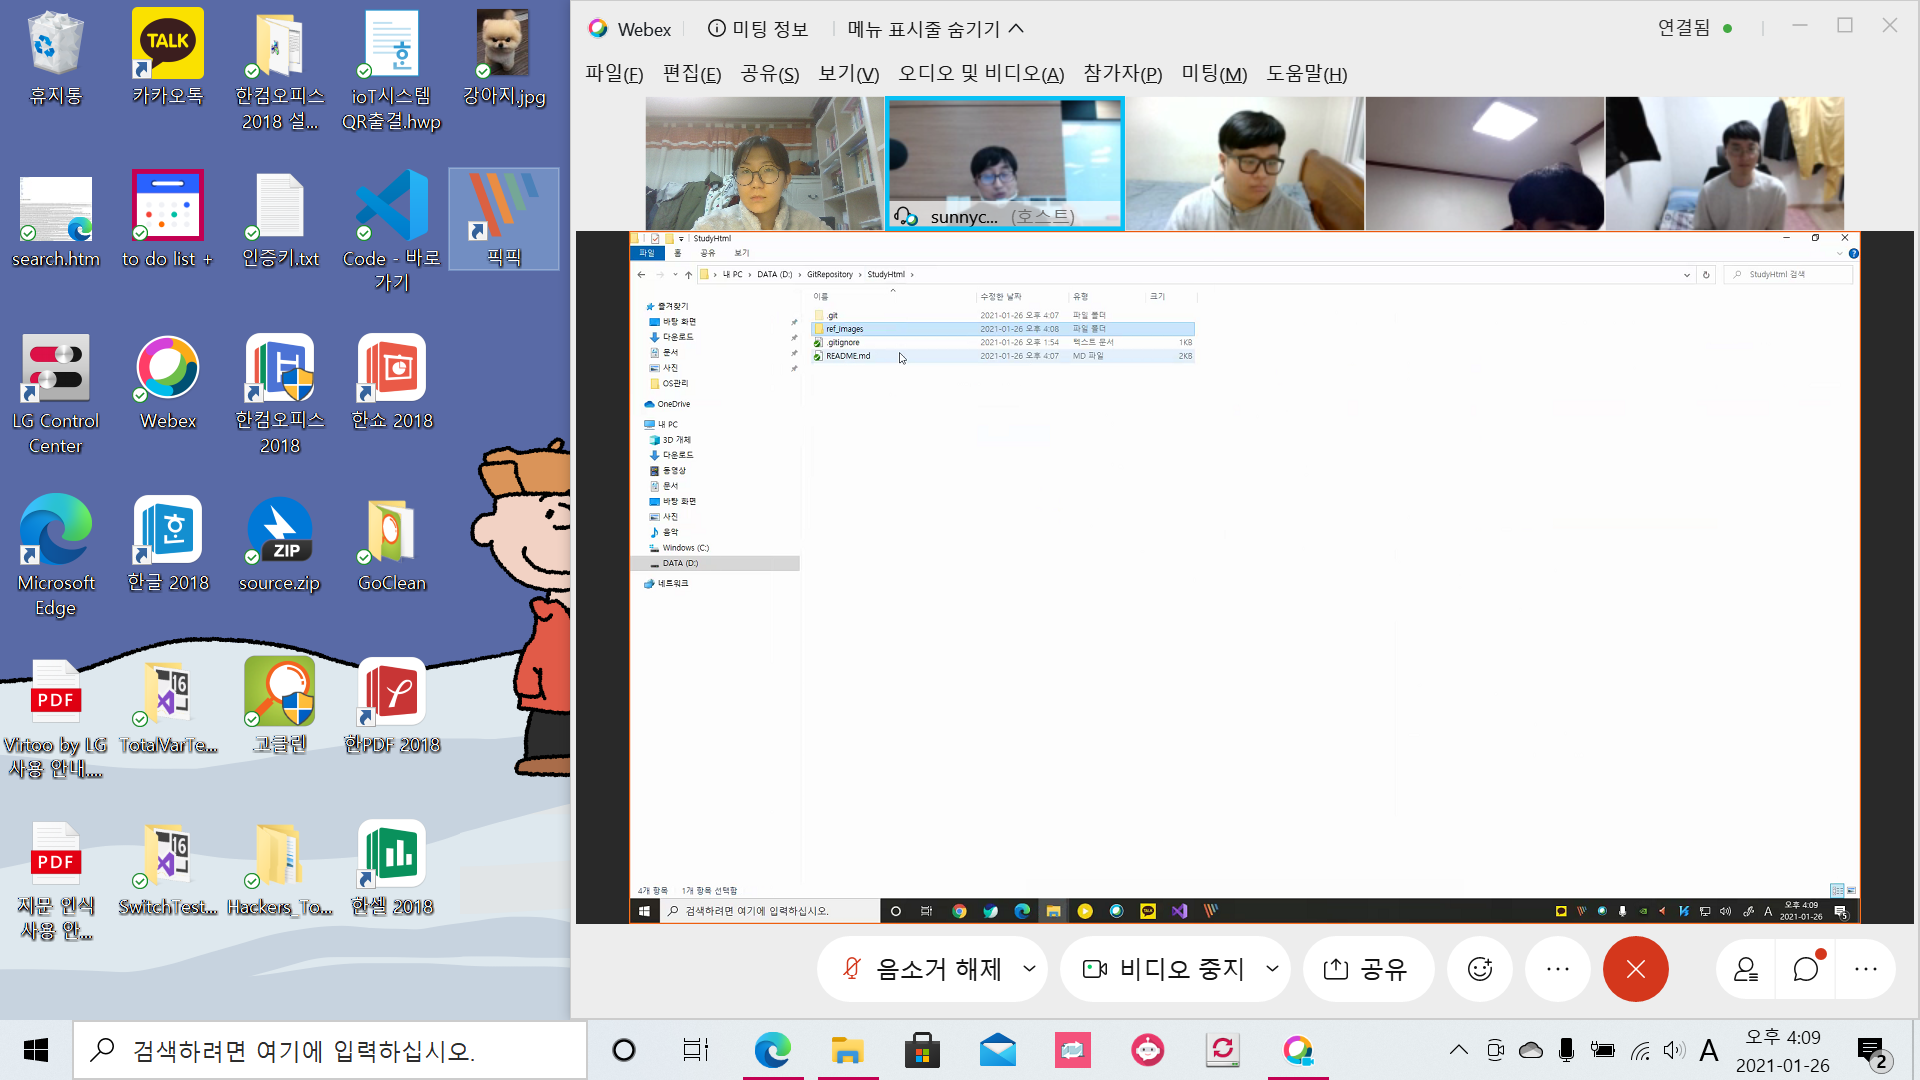 휴지통
카카오톡
한컴오피스
2018 설...
ioT시스템
QR출결.hwp
강아지.jpg
search.htm
to do list +
인증키.txt
Code - 바로
가기
픽픽
LG Control
Center
Webex
한컴오피스
2018
한쇼 2018
Microsoft
Edge
한글 2018
source.zip
GoClean
Virtoo by LG
사용 안내....
TotalVarTe...
고클린
한PDF 2018
지문 인식
사용 안...
SwitchTest...
Hackers_To...
한셀 2018
TALK
한
한
ZIP
PDF
16
PDF
16
Webex
미팅 정보
메뉴 표시줄 숨기기
연결됨
파일(F) 편집(E) 공유(S) 보기(V) 오디오 및 비디오(A) 참가자(P) 미팅(M) 도움말(H)
sunnyc... (호스트)
StudyHtml
파일 홈 공유 보기
내 PC > DATA (D:) > GitRepository > StudyHtml >
StudyHtml 검색
이름 수정한 날짜 유형 크기
.git 2021-01-26 오후 4:07 파일 폴더
ref_images 2021-01-26 오후 4:08 파일 폴더
.gitignore 2021-01-26 오후 1:54 텍스트 문서 1KB
README.md 2021-01-26 오후 4:07 MD 파일 2KB
즐겨찾기
바탕 화면
다운로드
문서
사진
OS관리
OneDrive
내 PC
3D 개체
다운로드
동영상
문서
바탕 화면
사진
음악
Windows (C:)
DATA (D:)
네트워크
4개 항목 1개 항목 선택함
검색하려면 여기에 입력하십시오.
A
오후 4:09
2021-01-26
5
음소거 해제
비디오 중지
공유
검색하려면 여기에 입력하십시오.
A
오후 4:09
2021-01-26
2